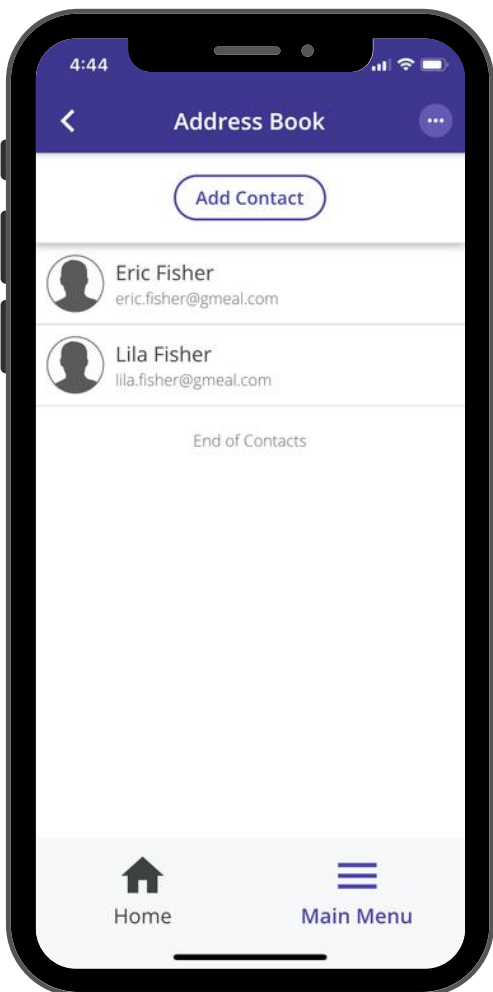 4:44
Address Book
Add Contact
Eric Fisher
eric.fisher@gmeal.com
Lila Fisher
lila.fisher@gmeal.com
End of Contacts
Home
Main Menu